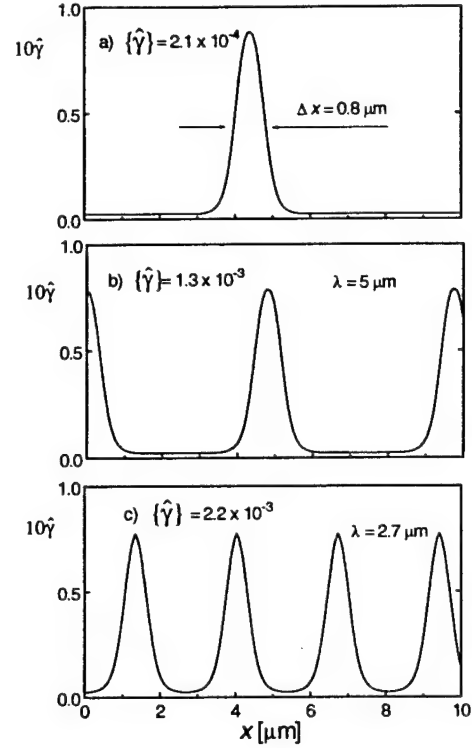 1.0
10γ̂
a) {γ̂} = 2.1 x 10⁻⁴
0.5
Δ x = 0.8 μm
0.0
1.0
b) {γ̂} = 1.3 x 10⁻³
λ = 5 μm
10γ̂
0.5
0.0
1.0
c) {γ̂} = 2.2 x 10⁻³
10γ̂
λ = 2.7 μm
0.5
0.0
0 2 4 6 8 10
x [μm]